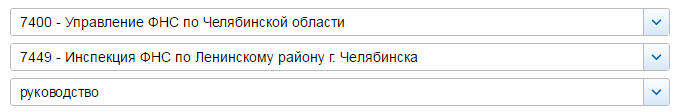 7400 - Управление ФНС по Челябинской области
7449 - Инспекция ФНС по Ленинскому району г. Челябинска
руководство